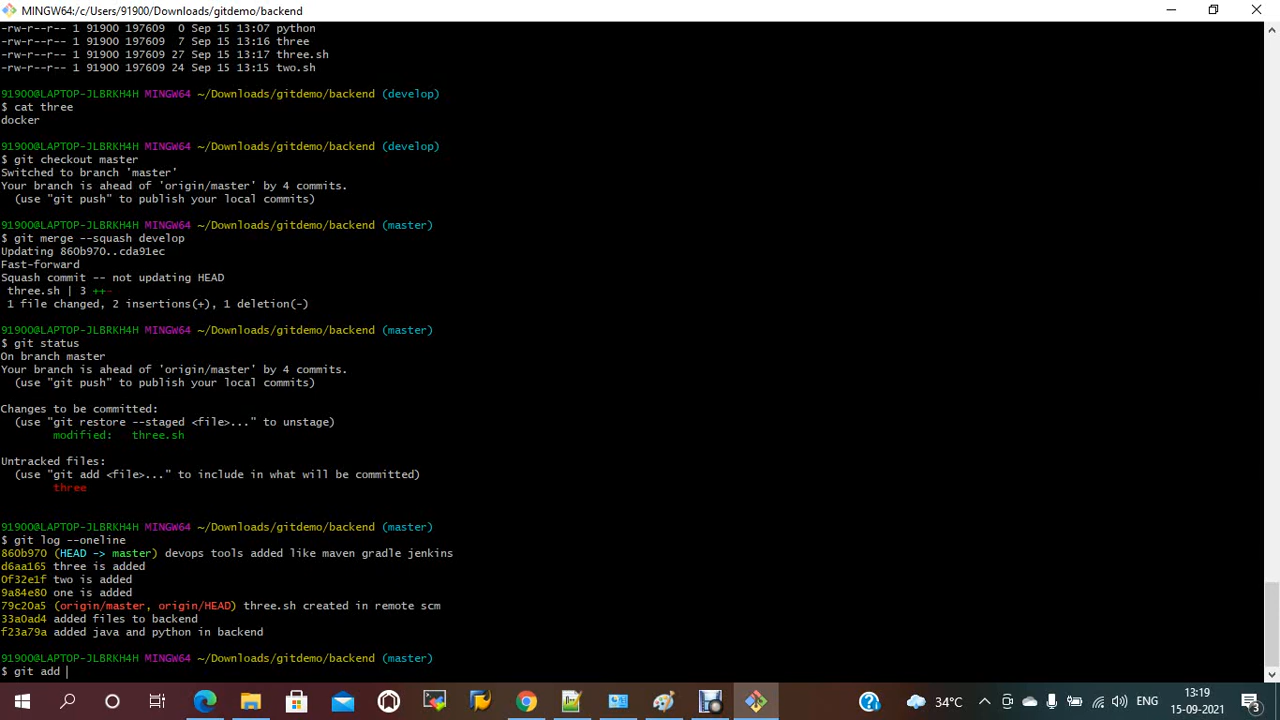 MINGW64:/c/Users/91900/Downloads/gitdemo/backend
-rw-r--r-- 1 91900 197609  0 Sep 15 13:07 python
-rw-r--r-- 1 91900 197609  7 Sep 15 13:16 three
-rw-r--r-- 1 91900 197609 27 Sep 15 13:17 three.sh
-rw-r--r-- 1 91900 197609 24 Sep 15 13:15 two.sh
91900@LAPTOP-JLBRKH4H MINGW64 ~/Downloads/gitdemo/backend (develop)
$ cat three
docker
91900@LAPTOP-JLBRKH4H MINGW64 ~/Downloads/gitdemo/backend (develop)
$ git checkout master
Switched to branch 'master'
Your branch is ahead of 'origin/master' by 4 commits.
  (use "git push" to publish your local commits)
91900@LAPTOP-JLBRKH4H MINGW64 ~/Downloads/gitdemo/backend (master)
$ git merge --squash develop
Updating 860b970..cda91ec
Fast-forward
Squash commit -- not updating HEAD
 three.sh | 3 ++-
 1 file changed, 2 insertions(+), 1 deletion(-)
91900@LAPTOP-JLBRKH4H MINGW64 ~/Downloads/gitdemo/backend (master)
$ git status
On branch master
Your branch is ahead of 'origin/master' by 4 commits.
  (use "git push" to publish your local commits)
Changes to be committed:
  (use "git restore --staged <file>..." to unstage)
        modified:   three.sh
Untracked files:
  (use "git add <file>..." to include in what will be committed)
        three
91900@LAPTOP-JLBRKH4H MINGW64 ~/Downloads/gitdemo/backend (master)
$ git log --oneline
860b970 (HEAD -> master) devops tools added like maven gradle jenkins
d6aa165 three is added
0f32e1f two is added
9a84e80 one is added
79c20a5 (origin/master, origin/HEAD) three.sh created in remote scm
33a0ad4 added files to backend
f23a79a added java and python in backend
91900@LAPTOP-JLBRKH4H MINGW64 ~/Downloads/gitdemo/backend (master)
$ git add
34°C
ENG
13:19
15-09-2021
3